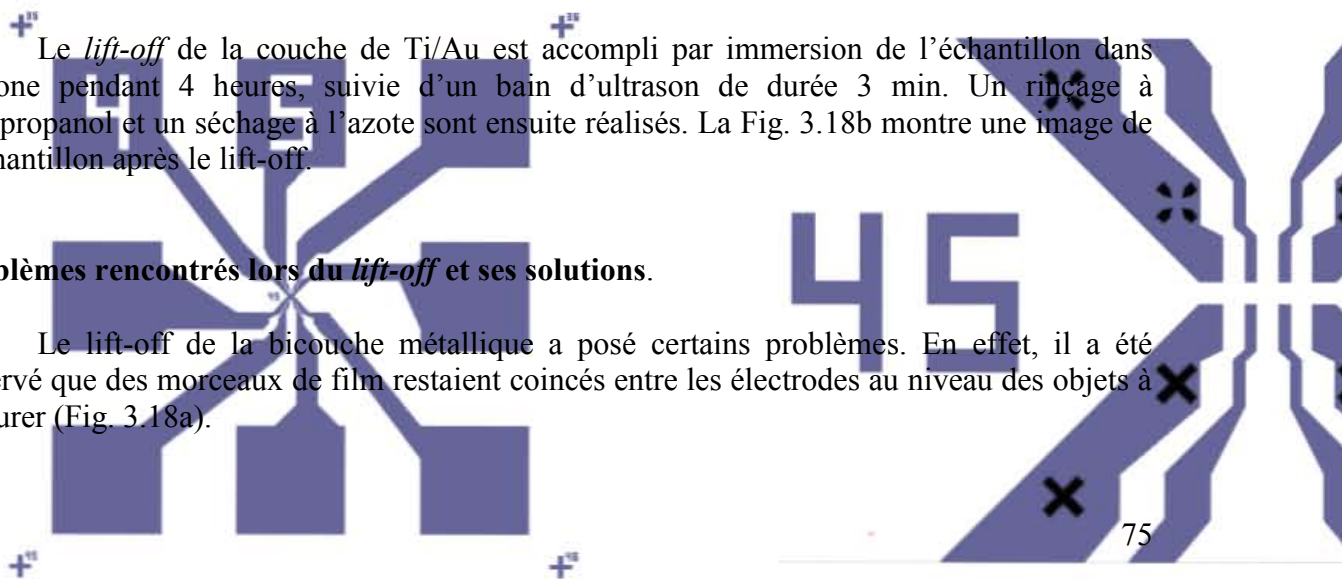 Le lift-off de la couche de Ti/Au est accompli par immersion de l'échantillon dans
one pendant 4 heures, suivie d'un bain d'ultrason de durée 3 min. Un rinçage à
propanol et un séchage à l'azote sont ensuite réalisés. La Fig. 3.18b montre une image de
hantillon après le lift-off.
blèmes rencontrés lors du lift-off et ses solutions.
Le lift-off de la bicouche métallique a posé certains problèmes. En effet, il a été
ervé que des morceaux de film restaient coincés entre les électrodes au niveau des objets à
urer (Fig. 3.18a).
4 5
45
75